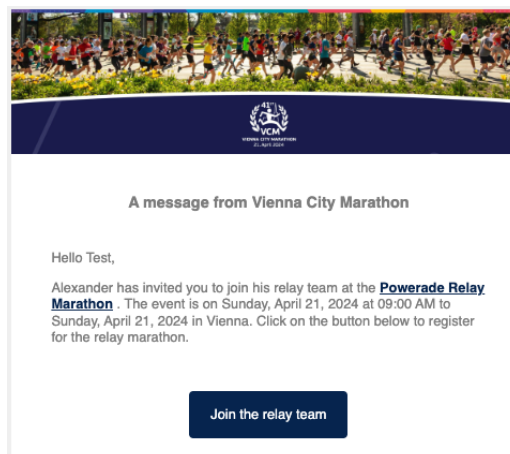 41
VCM
VIENNA CITY MARATHON
21. April 2024
A message from Vienna City Marathon
Hello Test,
Alexander has invited you to join his relay team at the Powerade Relay
Marathon . The event is on Sunday, April 21, 2024 at 09:00 AM to
Sunday, April 21, 2024 in Vienna. Click on the button below to register
for the relay marathon.
Join the relay team